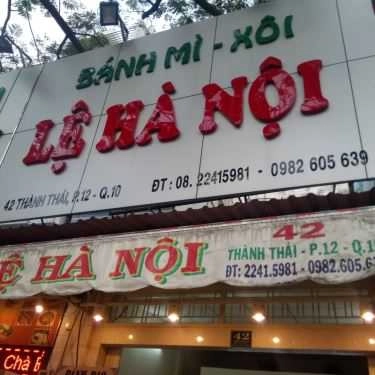 BÁNH MÌ - XÔI
LỆ HÀ NỘI
42 THÀNH THÁI, P.12 - Q.10
ĐT : 08. 22415981 - 0982 605 639
Ệ HÀ NỘI
42
THÀNH THÁI - P.12 - Q.1
ĐT: 2241.5981 - 0982.605.6
42
Chả